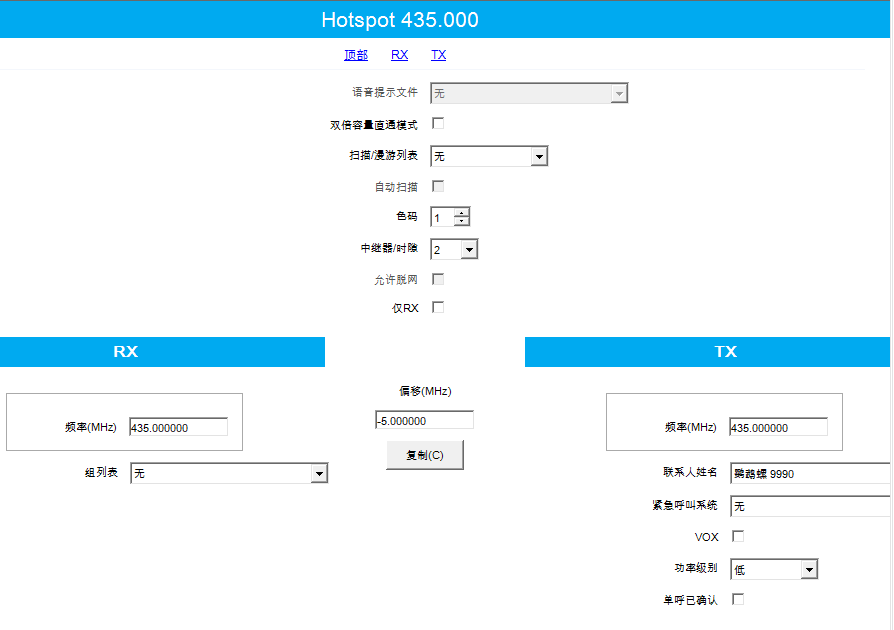 Hotspot 435.000
顶部 RX TX
语音提示文件 无
双倍容量直通模式
扫描/漫游列表 无
自动扫描
色码 1
中继器/时隙 2
允许脱网
仅RX
RX TX
偏移(MHz)
频率(MHz) 435.000000 -5.000000 频率(MHz) 435.000000
复制(C)
组列表 无 联系人姓名 鹦鹉螺 9990
紧急呼叫系统 无
VOX
功率级别 低
单呼已确认